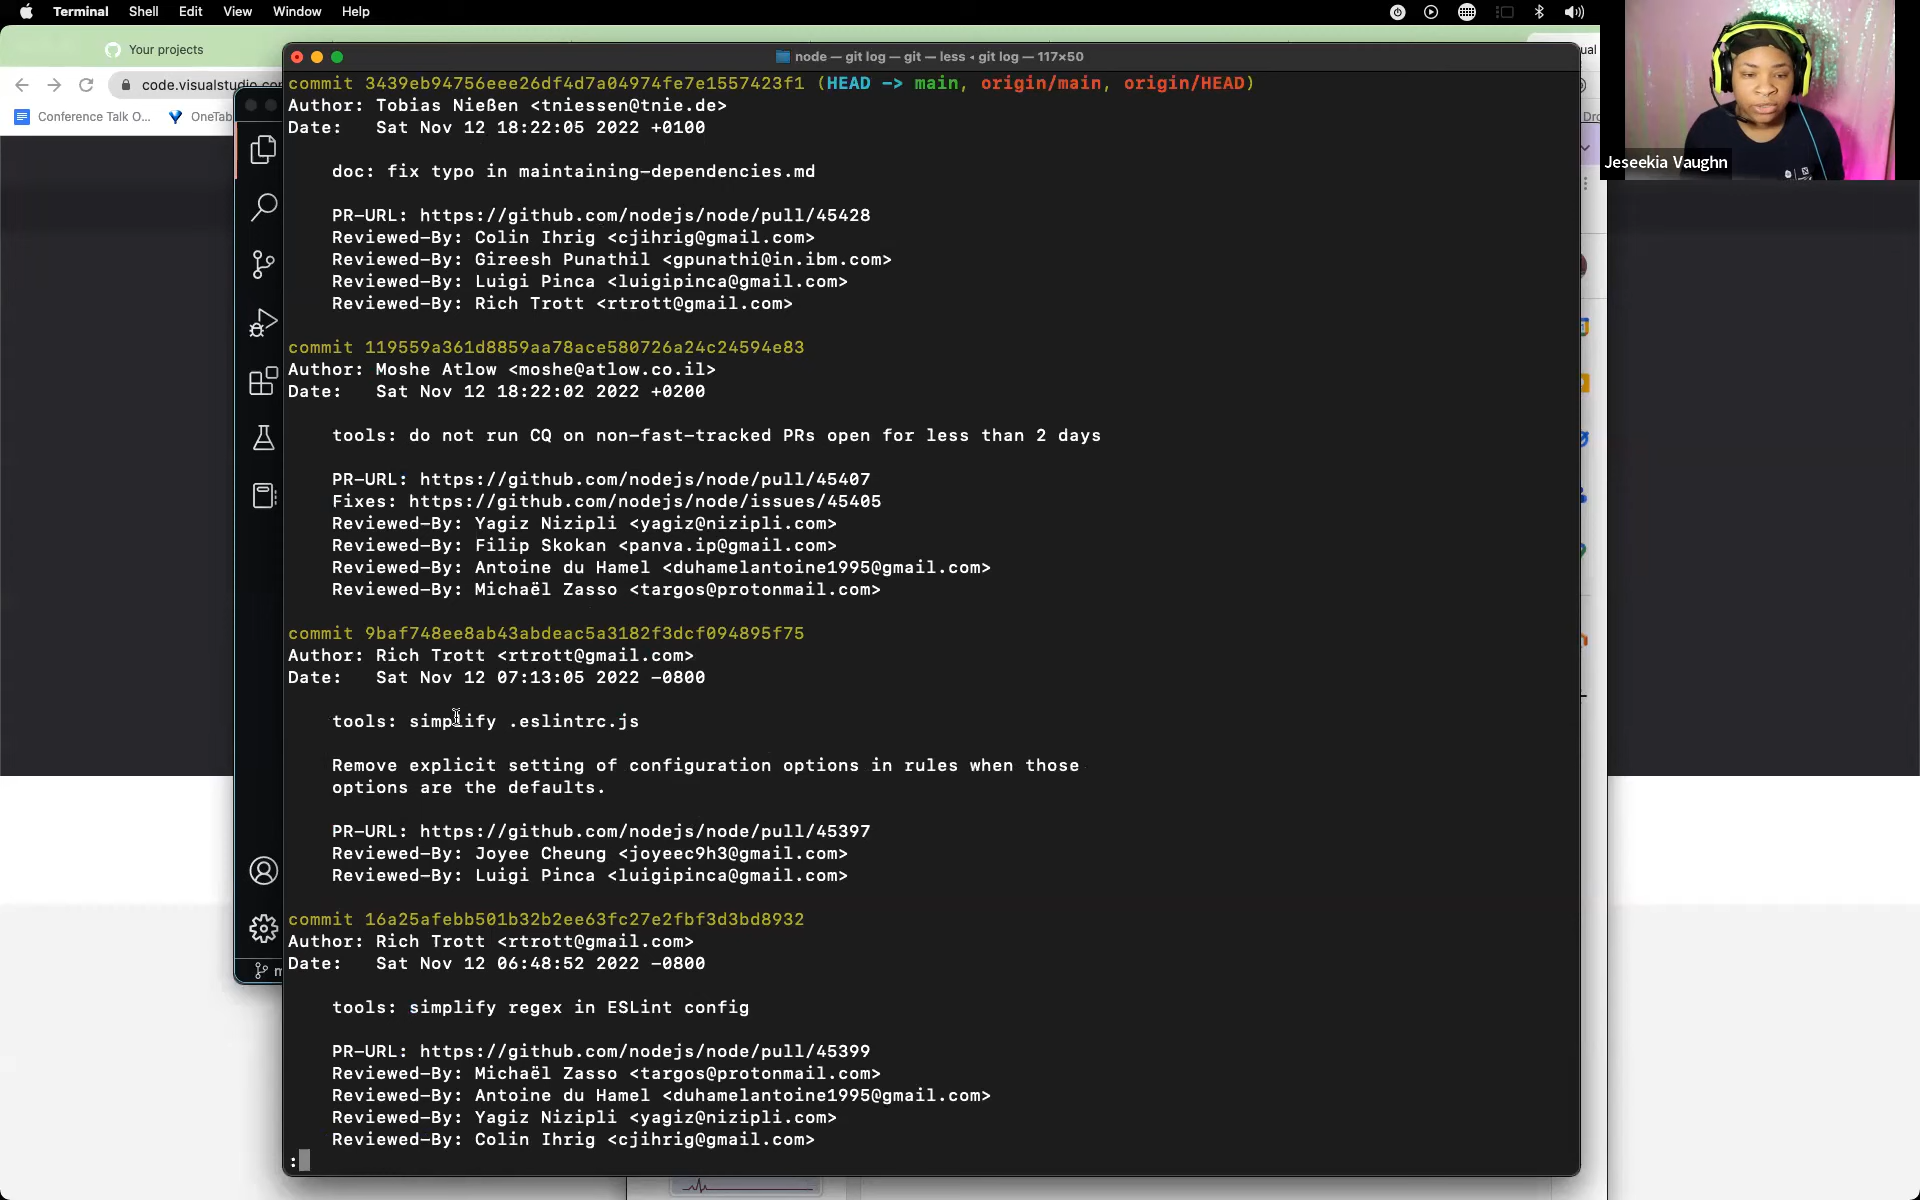 Terminal Shell Edit View Window Help
Your projects
code.visualstudio.co
Conference Talk O...
OneTab
node — git log — git — less ◂ git log — 117×50
commit 3439eb94756eee26df4d7a04974fe7e1557423f1 (HEAD -> main, origin/main, origin/HEAD)
Author: Tobias Nießen <tniessen@tnie.de>
Date:   Sat Nov 12 18:22:05 2022 +0100
doc: fix typo in maintaining-dependencies.md
PR-URL: https://github.com/nodejs/node/pull/45428
Reviewed-By: Colin Ihrig <cjihrig@gmail.com>
Reviewed-By: Gireesh Punathil <gpunathi@in.ibm.com>
Reviewed-By: Luigi Pinca <luigipinca@gmail.com>
Reviewed-By: Rich Trott <rtrott@gmail.com>
commit 119559a361d8859aa78ace580726a24c24594e83
Author: Moshe Atlow <moshe@atlow.co.il>
Date:   Sat Nov 12 18:22:02 2022 +0200
tools: do not run CQ on non-fast-tracked PRs open for less than 2 days
PR-URL: https://github.com/nodejs/node/pull/45407
Fixes: https://github.com/nodejs/node/issues/45405
Reviewed-By: Yagiz Nizipli <yagiz@nizipli.com>
Reviewed-By: Filip Skokan <panva.ip@gmail.com>
Reviewed-By: Antoine du Hamel <duhamelantoine1995@gmail.com>
Reviewed-By: Michaël Zasso <targos@protonmail.com>
commit 9baf748ee8ab43abdeac5a3182f3dcf094895f75
Author: Rich Trott <rtrott@gmail.com>
Date:   Sat Nov 12 07:13:05 2022 -0800
tools: simplify .eslintrc.js
Remove explicit setting of configuration options in rules when those
options are the defaults.
PR-URL: https://github.com/nodejs/node/pull/45397
Reviewed-By: Joyee Cheung <joyeec9h3@gmail.com>
Reviewed-By: Luigi Pinca <luigipinca@gmail.com>
commit 16a25afebb501b32b2ee63fc27e2fbf3d3bd8932
Author: Rich Trott <rtrott@gmail.com>
Date:   Sat Nov 12 06:48:52 2022 -0800
tools: simplify regex in ESLint config
PR-URL: https://github.com/nodejs/node/pull/45399
Reviewed-By: Michaël Zasso <targos@protonmail.com>
Reviewed-By: Antoine du Hamel <duhamelantoine1995@gmail.com>
Reviewed-By: Yagiz Nizipli <yagiz@nizipli.com>
Reviewed-By: Colin Ihrig <cjihrig@gmail.com>
:
Jeseekia Vaughn